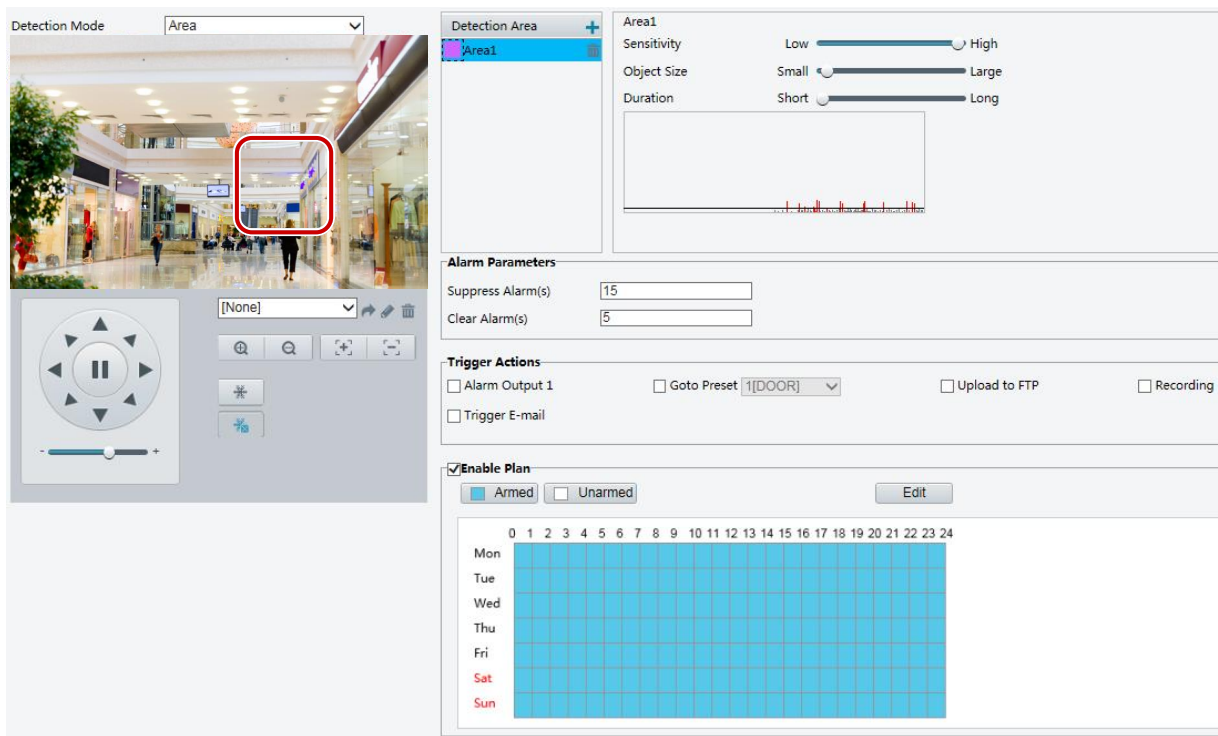 Detection Mode Area
Detection Area
Area1
Area1
Sensitivity Low High
Object Size Small Large
Duration Short Long
Alarm Parameters
Suppress Alarm(s) 15
Clear Alarm(s) 5
[None]
- +
Trigger Actions
Alarm Output 1 Goto Preset 1[DOOR] Upload to FTP Recording
Trigger E-mail
Enable Plan
Armed Unarmed Edit
0 1 2 3 4 5 6 7 8 9 10 11 12 13 14 15 16 17 18 19 20 21 22 23 24
Mon
Tue
Wed
Thu
Fri
Sat
Sun